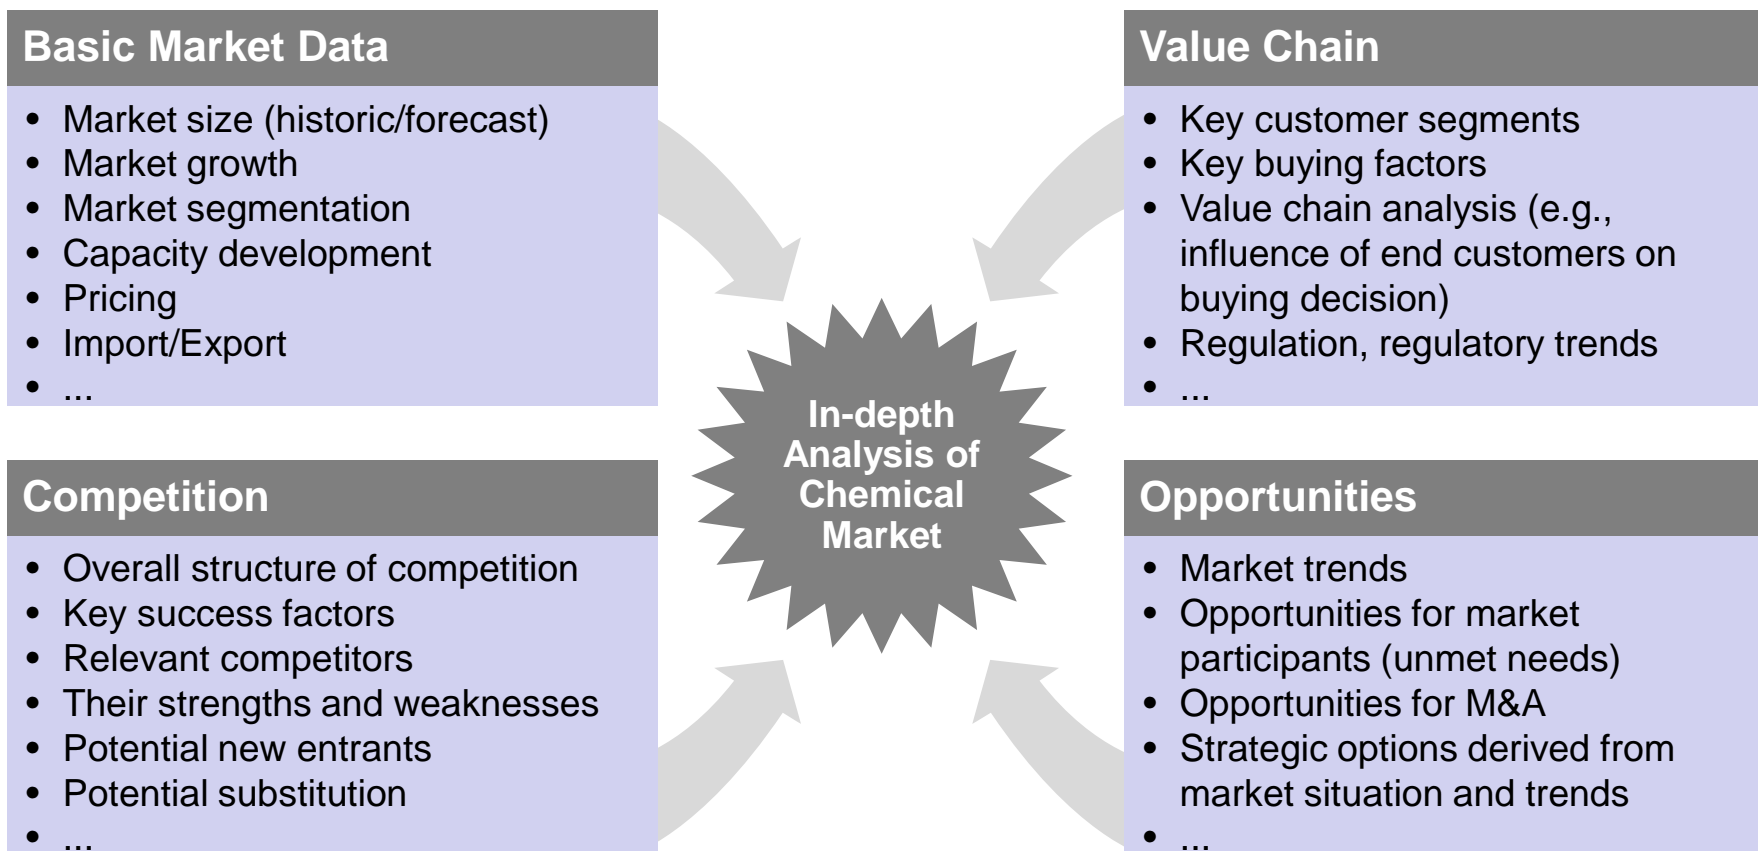 Basic Market Data
• Market size (historic/forecast)
• Market growth
• Market segmentation
• Capacity development
• Pricing
• Import/Export
• ...
Value Chain
• Key customer segments
• Key buying factors
• Value chain analysis (e.g.,
influence of end customers on
buying decision)
• Regulation, regulatory trends
• ...
In-depth
Analysis of
Chemical
Market
Competition
• Overall structure of competition
• Key success factors
• Relevant competitors
• Their strengths and weaknesses
• Potential new entrants
• Potential substitution
• ...
Opportunities
• Market trends
• Opportunities for market
participants (unmet needs)
• Opportunities for M&A
• Strategic options derived from
market situation and trends
• ...